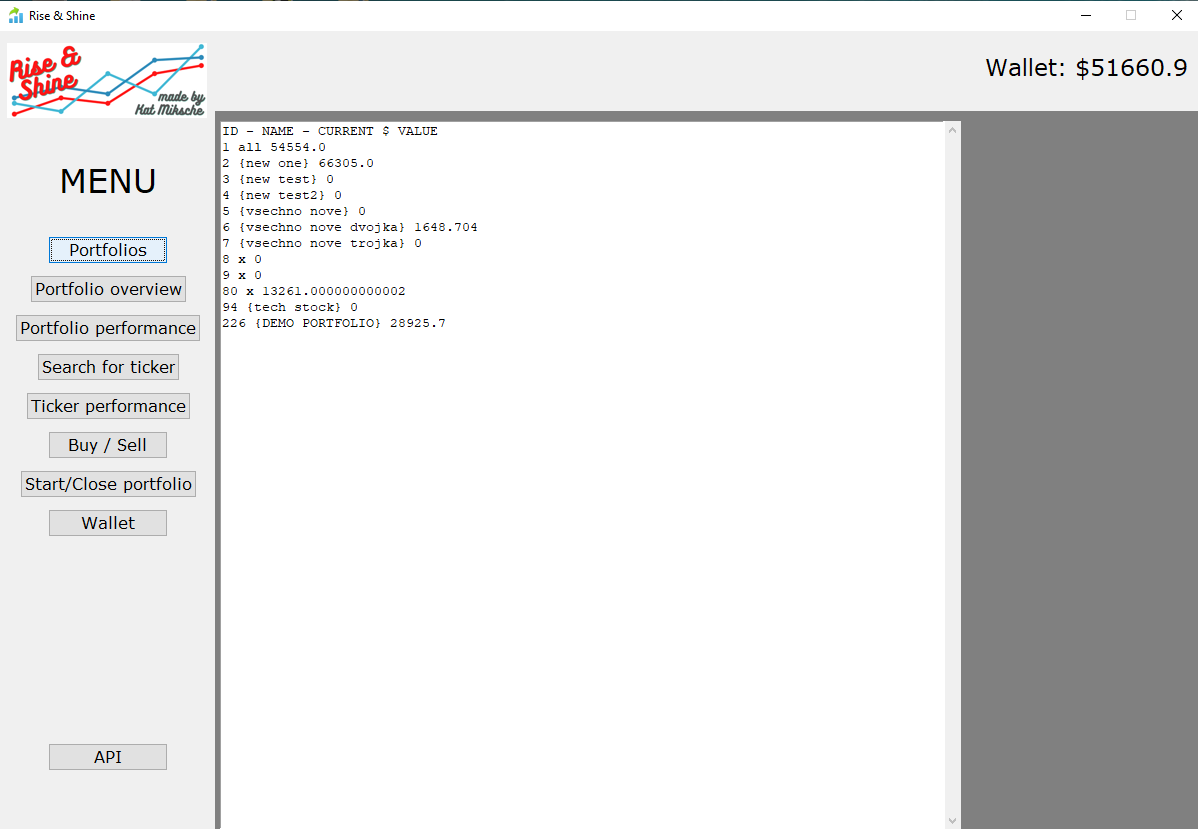 Rise & Shine
Rise &
Shine
made by
Kat Miksche
Wallet: $51660.9
MENU
Portfolios
Portfolio overview
Portfolio performance
Search for ticker
Ticker performance
Buy / Sell
Start/Close portfolio
Wallet
API
ID - NAME - CURRENT $ VALUE
1 all 54554.0
2 {new one} 66305.0
3 {new test} 0
4 {new test2} 0
5 {vsechno nove} 0
6 {vsechno nove dvojka} 1648.704
7 {vsechno nove trojka} 0
8 x 0
9 x 0
80 x 13261.000000000002
94 {tech stock} 0
226 {DEMO PORTFOLIO} 28925.7